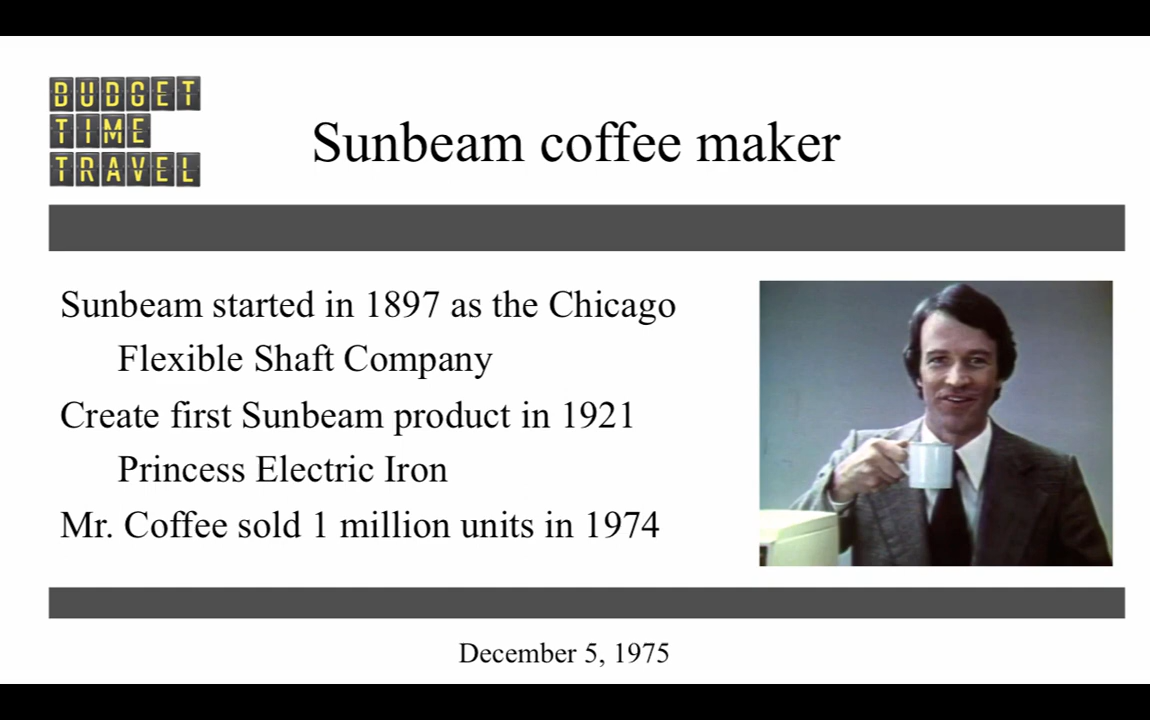 BUDGET
TIME
TRAVEL
Sunbeam coffee maker
Sunbeam started in 1897 as the Chicago
Flexible Shaft Company
Create first Sunbeam product in 1921
Princess Electric Iron
Mr. Coffee sold 1 million units in 1974
December 5, 1975